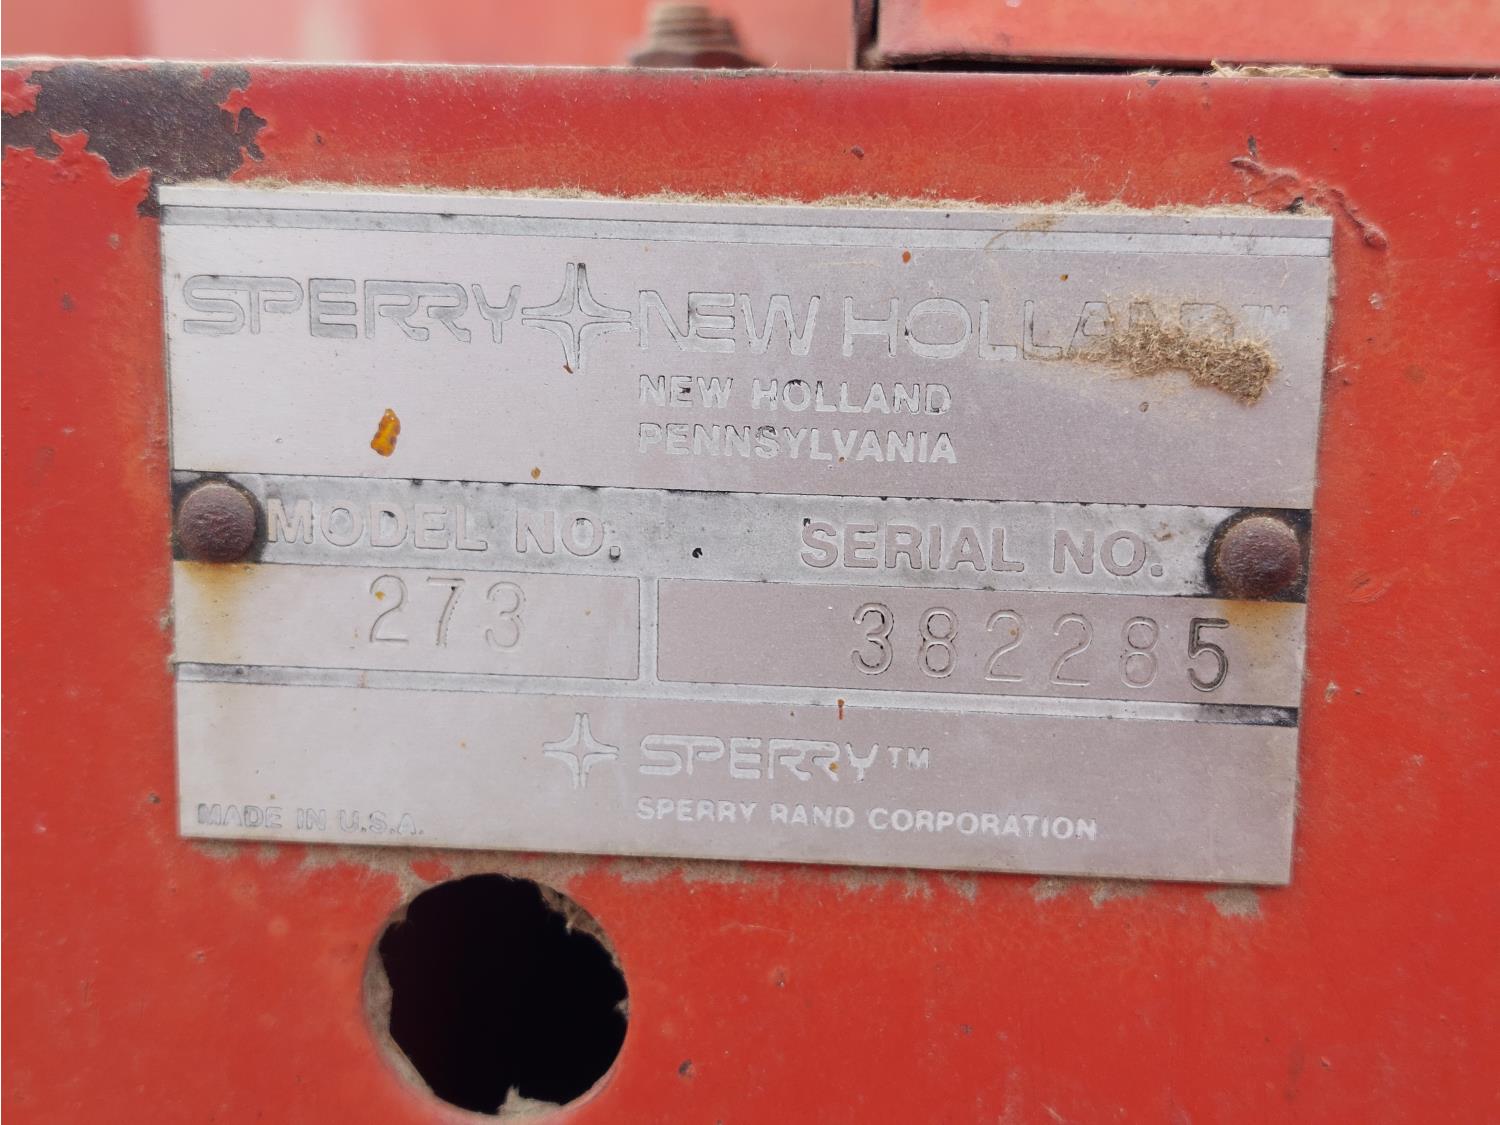 SPERRY NEW HOLLAND™
NEW HOLLAND
PENNSYLVANIA
MODEL NO. SERIAL NO.
273 382285
SPERRY™
SPERRY RAND CORPORATION
MADE IN U.S.A.